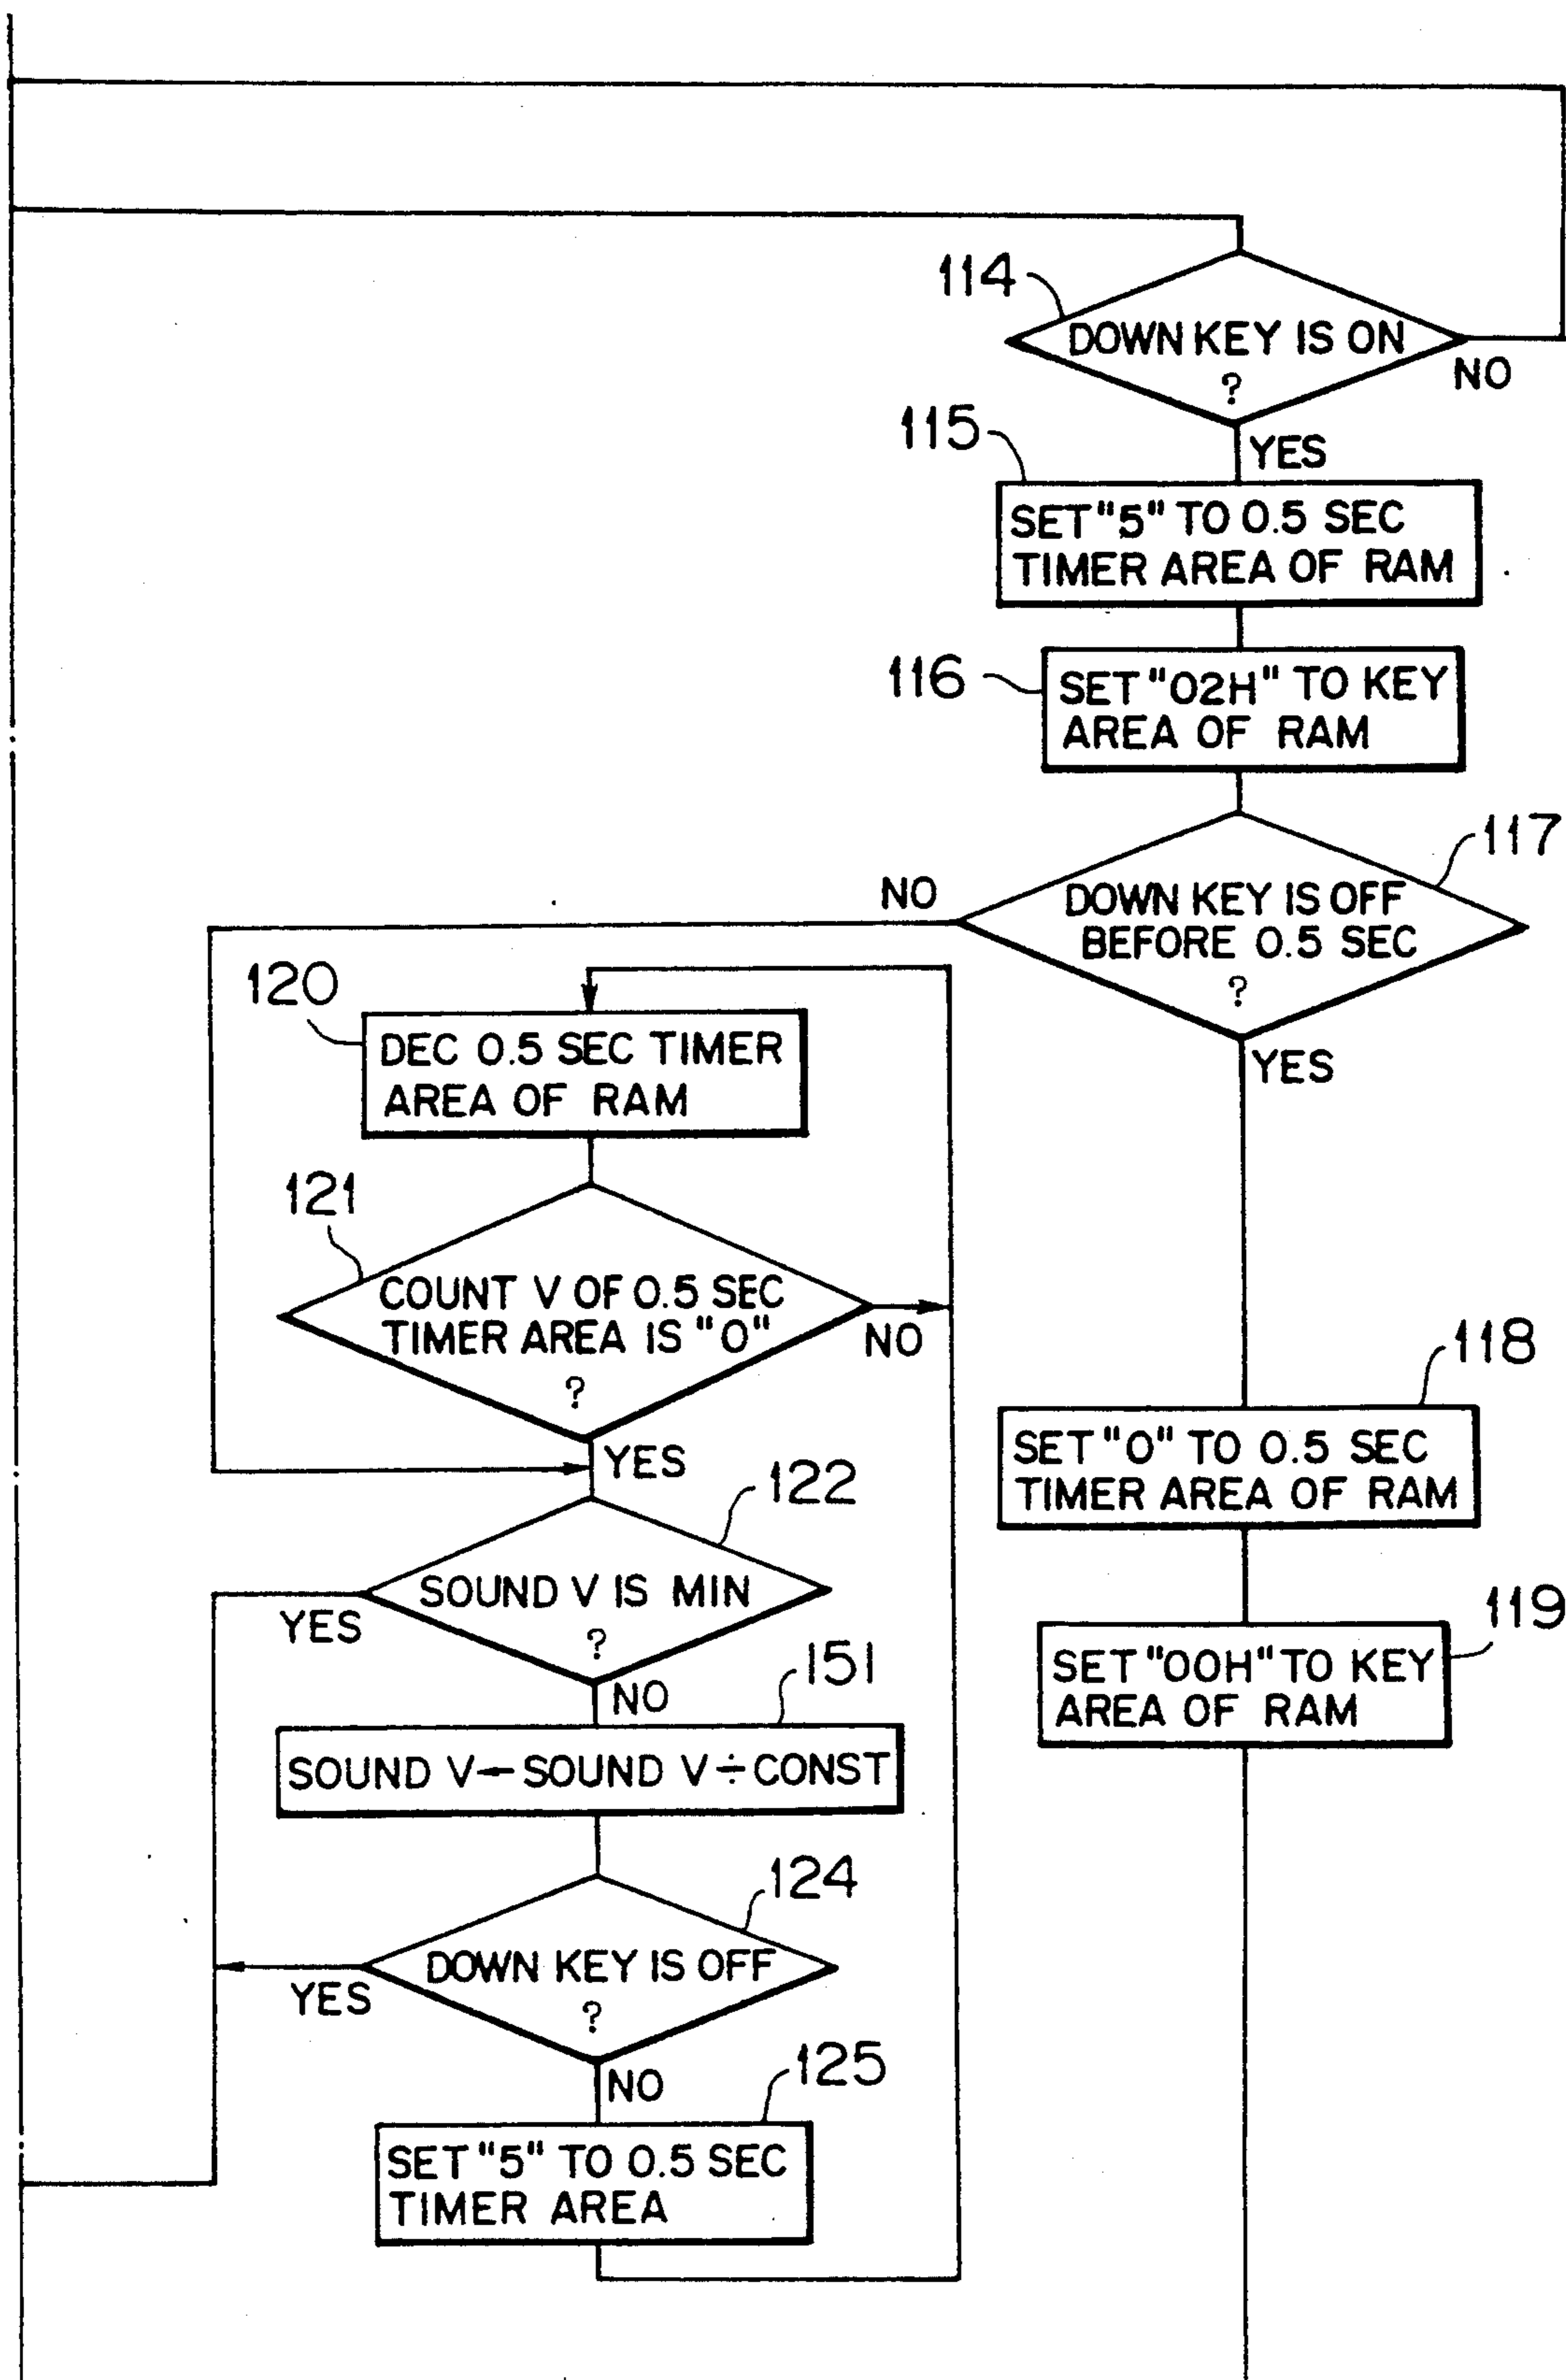 114
DOWN KEY IS ON
?
NO
YES
115
SET "5" TO 0.5 SEC
TIMER AREA OF RAM
116
SET "02H" TO KEY
AREA OF RAM
117
DOWN KEY IS OFF
BEFORE 0.5 SEC
?
NO
YES
120
DEC 0.5 SEC TIMER
AREA OF RAM
121
COUNT V OF 0.5 SEC
TIMER AREA IS "0"
?
NO
YES
118
SET "0" TO 0.5 SEC
TIMER AREA OF RAM
119
SET "00H" TO KEY
AREA OF RAM
122
SOUND V IS MIN
?
YES
NO
151
SOUND V←SOUND V÷CONST
124
DOWN KEY IS OFF
?
YES
NO
125
SET "5" TO 0.5 SEC
TIMER AREA